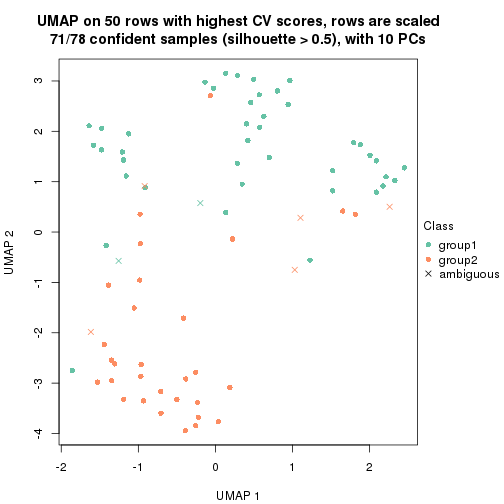 UMAP on 50 rows with highest CV scores, rows are scaled
71/78 confident samples (silhouette > 0.5), with 10 PCs
3
2
1
0
-1
-2
-3
-4
UMAP 2
-2
-1
0
1
2
UMAP 1
Class
group1
group2
ambiguous